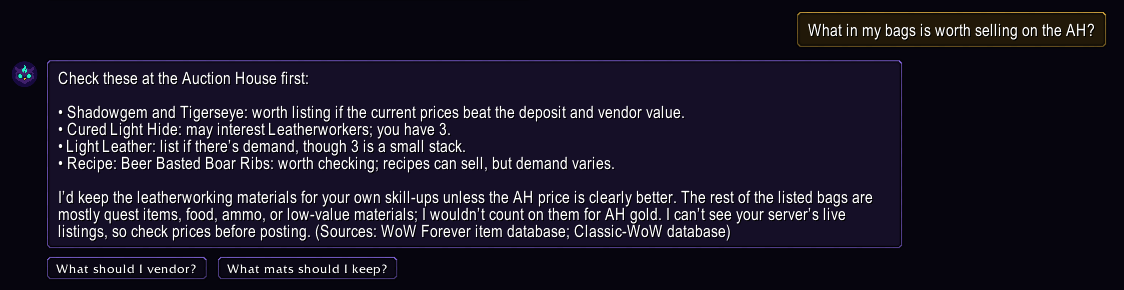 What in my bags is worth selling on the AH?
Check these at the Auction House first:
• Shadowgem and Tigerseye: worth listing if the current prices beat the deposit and vendor value.
• Cured Light Hide: may interest Leatherworkers; you have 3.
• Light Leather: list if there's demand, though 3 is a small stack.
• Recipe: Beer Basted Boar Ribs: worth checking; recipes can sell, but demand varies.
I'd keep the leatherworking materials for your own skill-ups unless the AH price is clearly better. The rest of the listed bags are
mostly quest items, food, ammo, or low-value materials; I wouldn't count on them for AH gold. I can't see your server's live
listings, so check prices before posting. (Sources: WoW Forever item database; Classic-WoW database)
What should I vendor?
What mats should I keep?